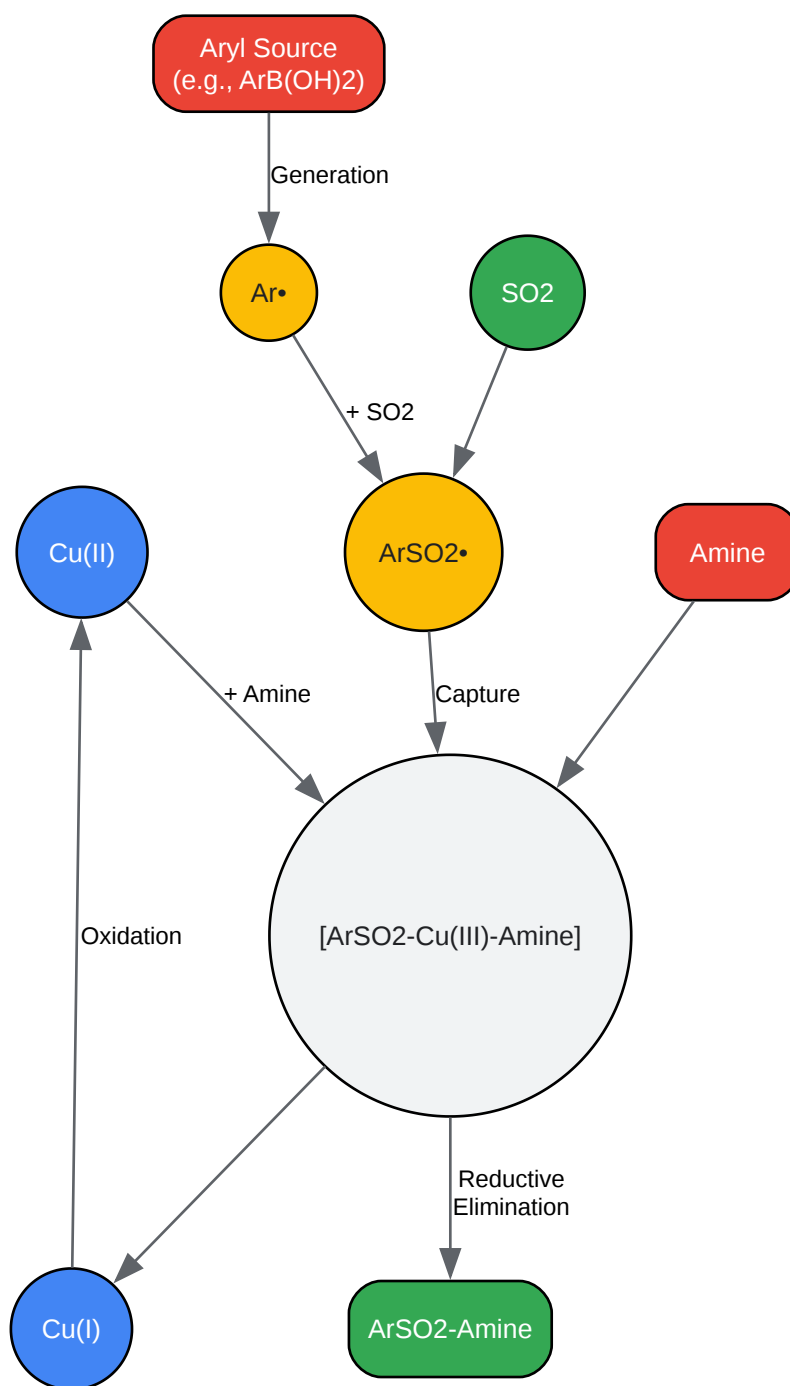 Aryl Source
(e.g., ArB(OH)2)
Generation
Ar•
SO2
+ SO2
Cu(II)
ArSO2•
Amine
+ Amine
Capture
Oxidation
[ArSO2-Cu(III)-Amine]
Reductive
Elimination
Cu(I)
ArSO2-Amine